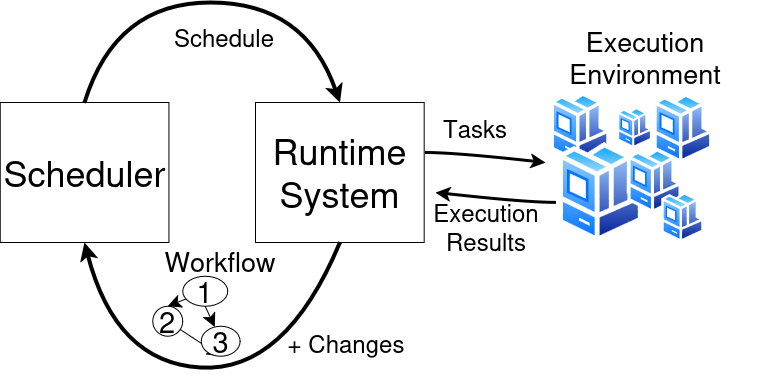 Schedule
Execution
Environment
Scheduler
Runtime
System
Tasks
Execution
Results
Workflow
1
2
3
+ Changes